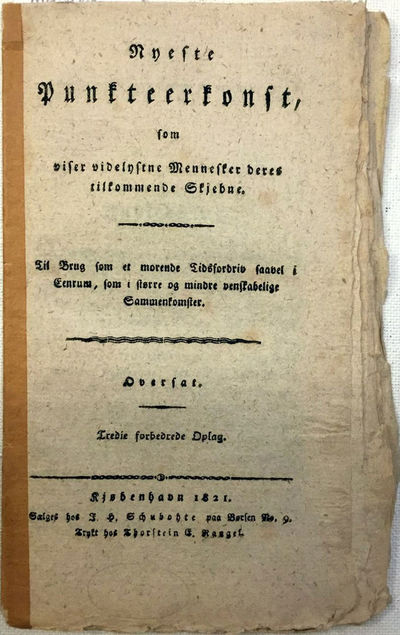 Nyeste
Punkteerkonst,
som
viser videlystne Mennesker deres
tilkommende Skjebne.
Til Brug som et morende Tidsfordriv saavel i
Eenrum, som i større og mindre venskabelige
Sammenkomster.
Oversat.
Tredie forbedrede Oplag.
Kjøbenhavn 1821.
Sælges hos J. H. Schubothe paa Børsen No. 9.
Trykt hos Thorstein E. Rangel.